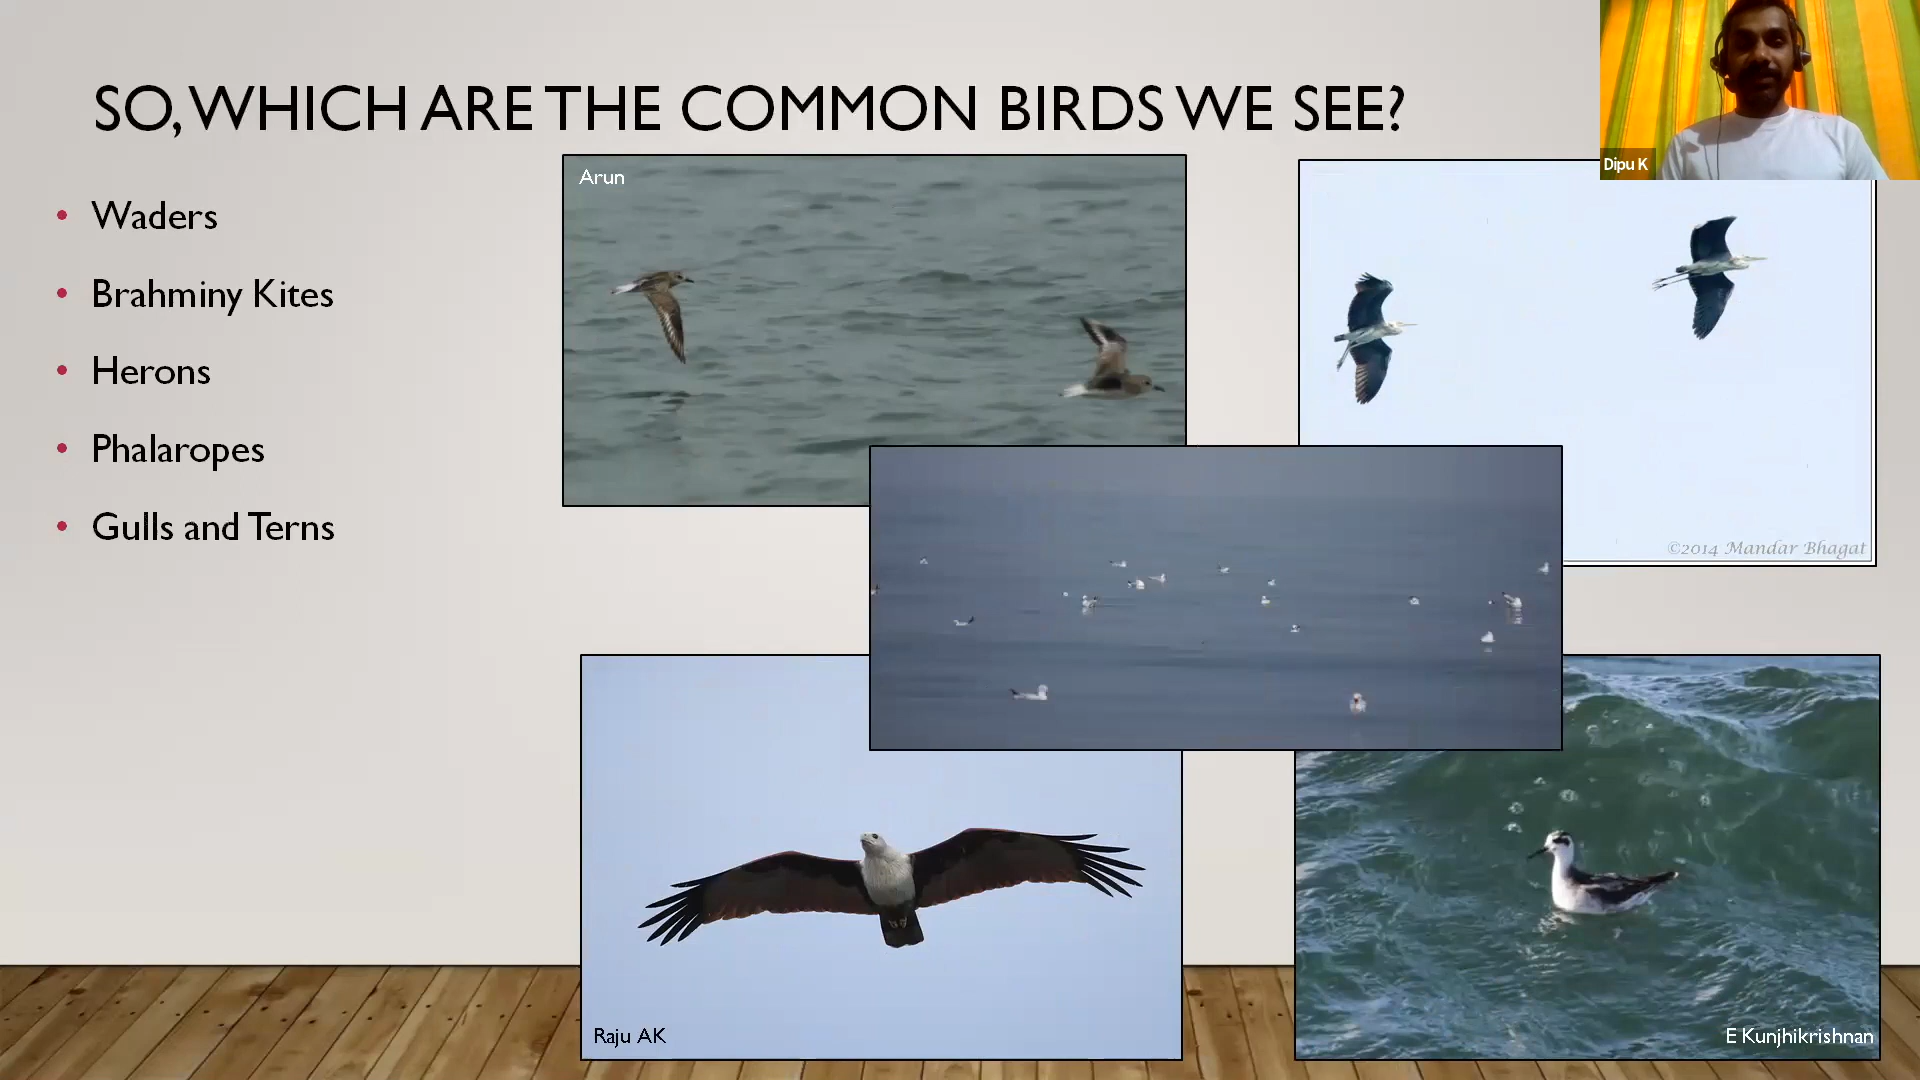 SO, WHICH ARE THE COMMON BIRDS WE SEE?
Dipu K
Waders
Brahminy Kites
Herons
Phalaropes
Gulls and Terns
Arun
©2014 Mandar Bhagat
Raju AK
E Kunjhikrishnan